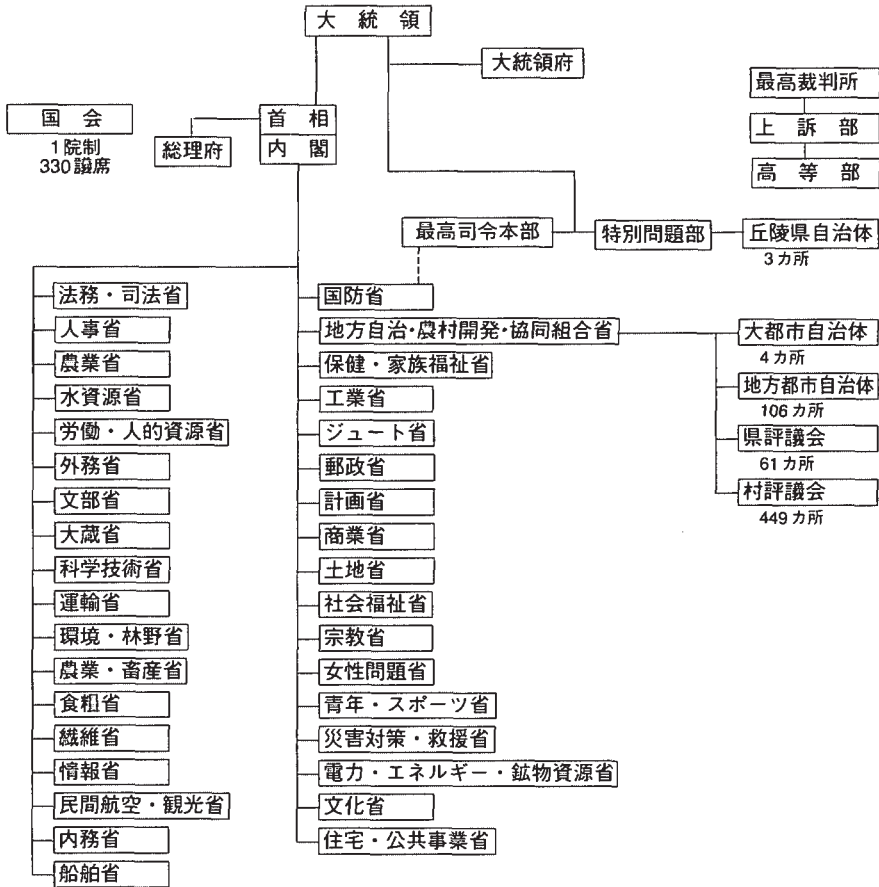 大統領
大統領府
最高裁判所
国会
首相
上訴部
1院制
総理府
内閣
330議席
高等部
最高司令本部
特別問題部
丘陵県自治体
3カ所
法務・司法省
人事省
農業省
水資源省
労働・人的資源省
外務省
文部省
大蔵省
科学技術省
運輸省
環境・林野省
農業・畜産省
食粗省
繊維省
情報省
民間航空・観光省
内務省
船舶省
国防省
地方自治・農村開発・協同組合省
保健・家族福祉省
工業省
ジュート省
郵政省
計画省
商業省
土地省
社会福祉省
宗教省
女性問題省
青年・スポーツ省
災害対策・救援省
電力・エネルギー・鉱物資源省
文化省
住宅・公共事業省
大都市自治体
4カ所
地方都市自治体
106カ所
県評議会
61カ所
村評議会
449カ所